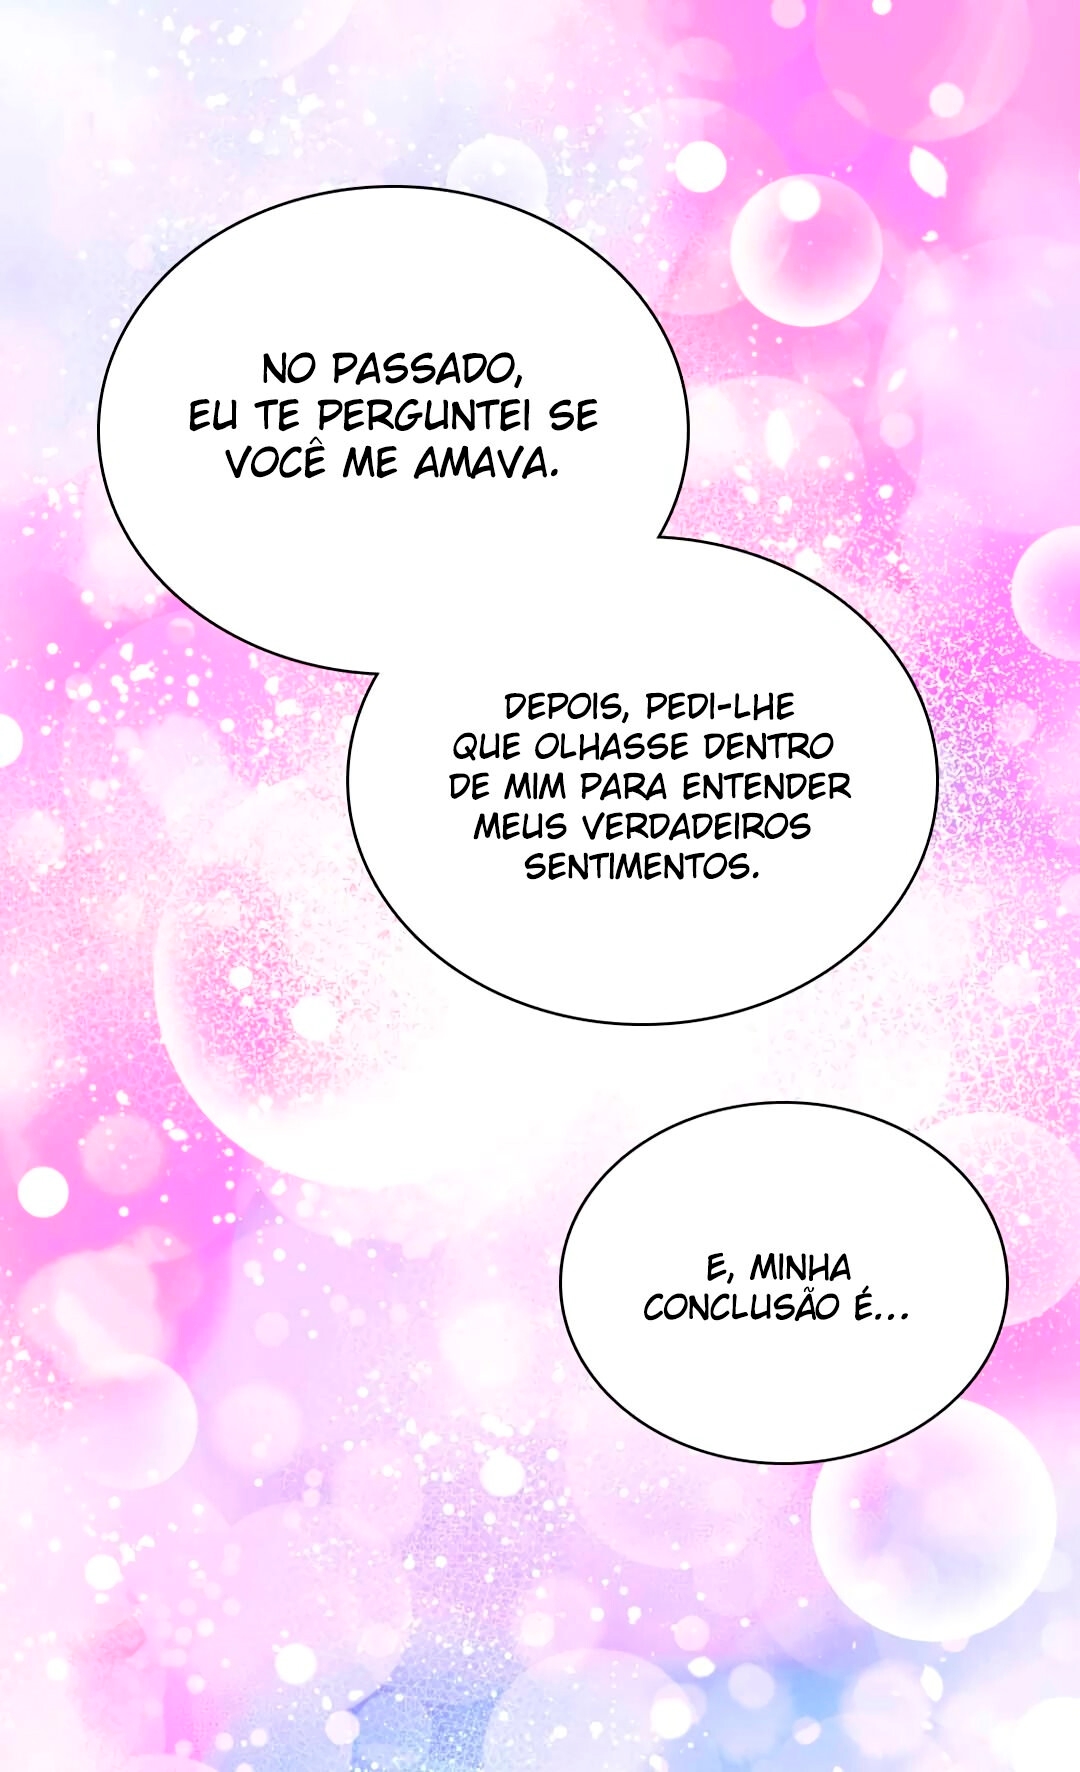 NO PASSADO,
EU TE PERGUNTEI SE
VOCÊ ME AMAVA.
DEPOIS, PEDI-LHE
QUE OLHASSE DENTRO
DE MIM PARA ENTENDER
MEUS VERDADEIROS
SENTIMENTOS.
E, MINHA
CONCLUSÃO É...